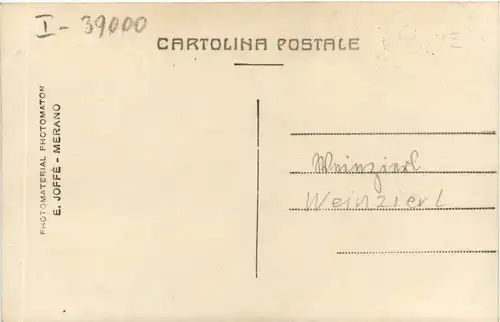 I - 39000
CARTOLINA POSTALE
PHOTOMATERIAL PHOTOMATON
E. JOFFÉ - MERANO
Weinzierl
Weinzierl